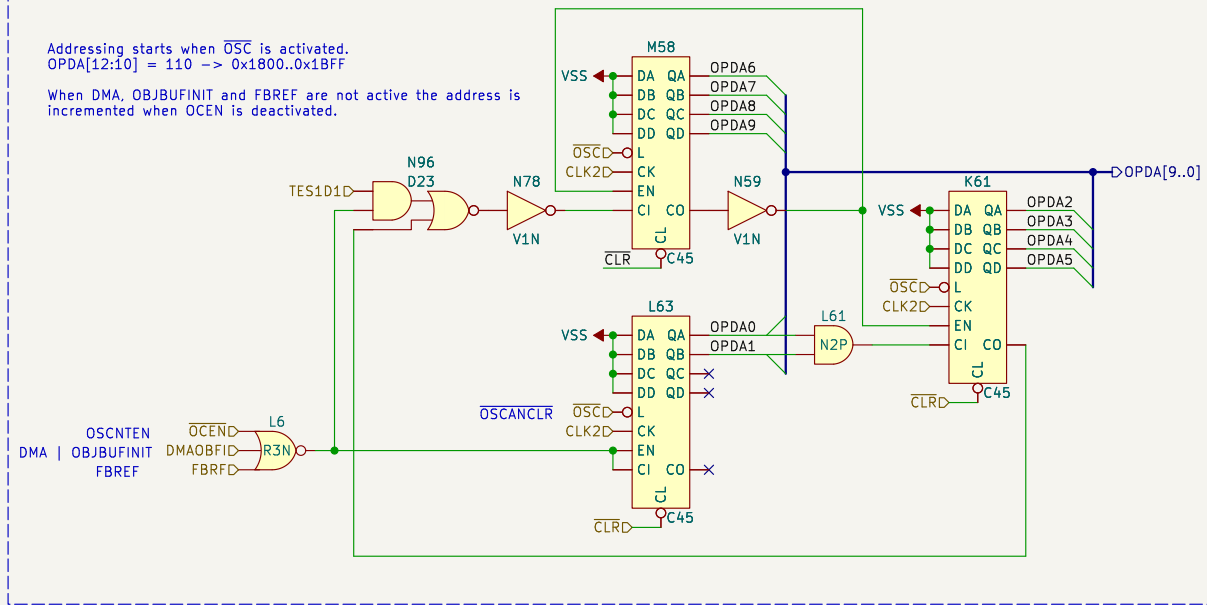 Addressing starts when OSC is activated.
OPDA[12:10] = 110 -> 0x1800..0x1BFF
When DMA, OBJBUFINIT and FBREF are not active the address is
incremented when OCEN is deactivated.
M58
VSS
DA QA OPDA6
DB QB OPDA7
DC QC OPDA8
DD QD OPDA9
OSC L
CLK2 CK
EN
CI CO
CL
CLR
C45
N96
D23
TES1D1
N78
V1N
N59
V1N
OPDA[9..0]
K61
VSS
DA QA OPDA2
DB QB OPDA3
DC QC OPDA4
DD QD OPDA5
OSC L
CLK2 CK
EN
CI CO
CL
CLR
C45
L63
VSS
DA QA OPDA0
DB QB OPDA1
DC QC
DD QD
OSCANCLR OSC L
CLK2 CK
EN
CI CO
CL
CLR
C45
L61
N2P
L6
R3N
OSCNTEN OCEN
DMA | OBJBUFINIT DMAOBFI
FBREF FBRF